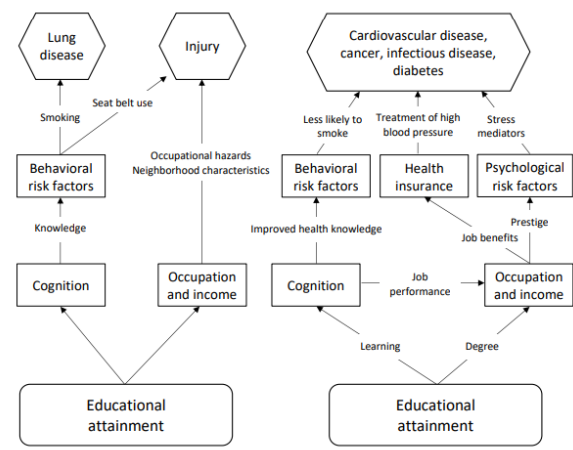 Lung
disease
Injury
Cardiovascular disease,
cancer, infectious disease,
diabetes
Smoking
Seat belt use
Less likely to
smoke
Treatment of high
blood pressure
Stress
mediators
Occupational hazards
Neighborhood characteristics
Behavioral
risk factors
Behavioral
risk factors
Health
insurance
Psychological
risk factors
Knowledge
Improved health knowledge
Prestige
Job benefits
Cognition
Occupation
and income
Cognition
Job
performance
Occupation
and income
Learning
Degree
Educational
attainment
Educational
attainment